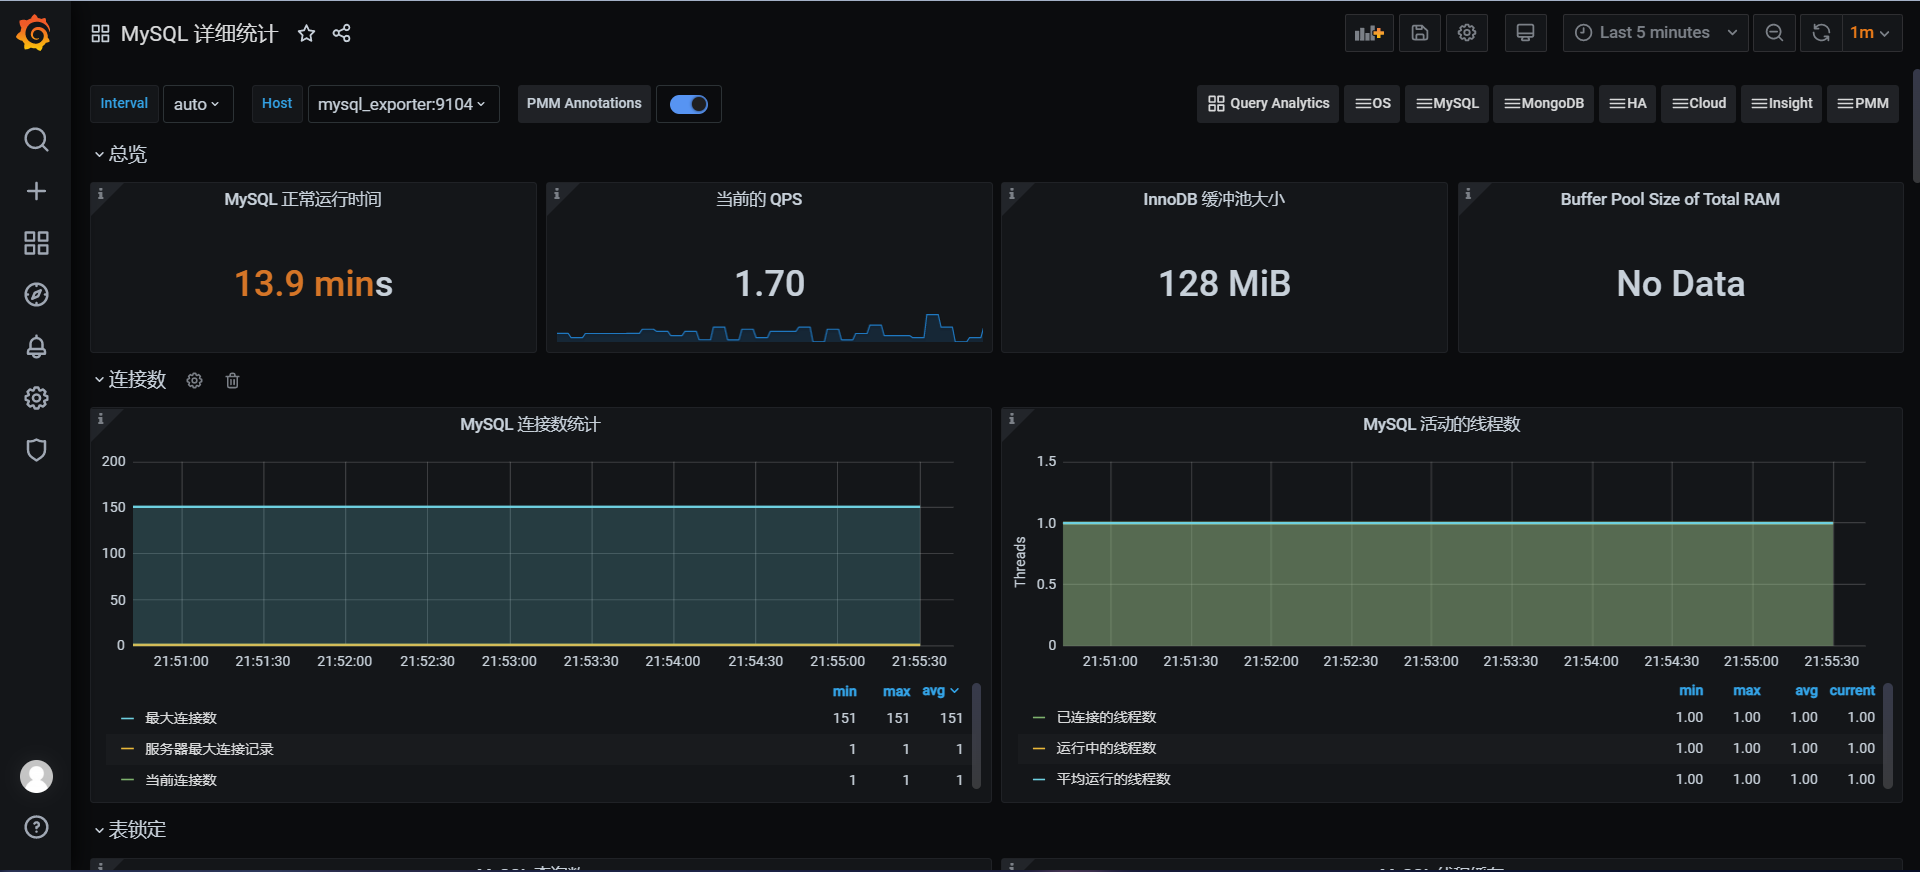 MySQL 详细统计
Last 5 minutes
1m
Interval
auto
Host
mysql_exporter:9104
PMM Annotations
Query Analytics
OS
MySQL
MongoDB
HA
Cloud
Insight
PMM
总览
MySQL 正常运行时间
13.9 mins
当前的 QPS
1.70
InnoDB 缓冲池大小
128 MiB
Buffer Pool Size of Total RAM
No Data
连接数
MySQL 连接数统计
200
150
100
50
0
21:51:00 21:51:30 21:52:00 21:52:30 21:53:00 21:53:30 21:54:00 21:54:30 21:55:00 21:55:30
min max avg
最大连接数 151 151 151
服务器最大连接记录 1 1 1
当前连接数 1 1 1
MySQL 活动的线程数
Threads
1.5
1.0
0.5
0
21:51:00 21:51:30 21:52:00 21:52:30 21:53:00 21:53:30 21:54:00 21:54:30 21:55:00 21:55:30
min max avg current
已连接的线程数 1.00 1.00 1.00 1.00
运行中的线程数 1.00 1.00 1.00 1.00
平均运行的线程数 1.00 1.00 1.00 1.00
表锁定